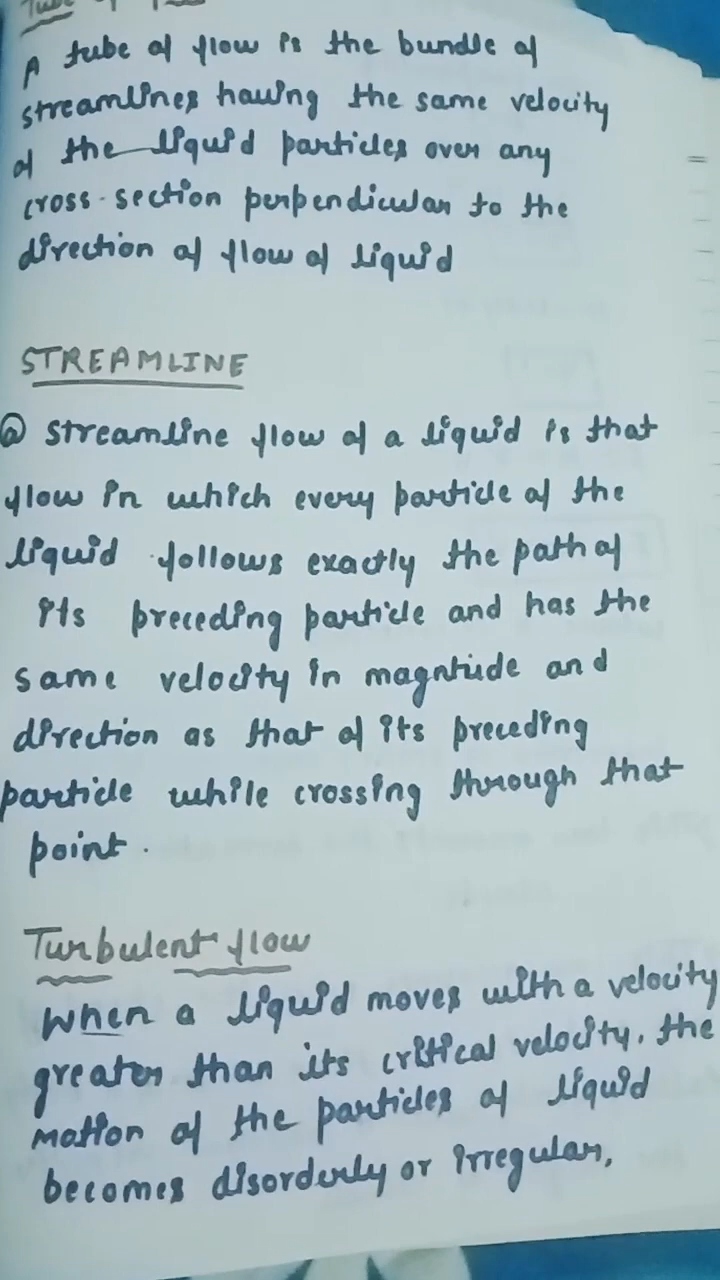 Tube of
A tube of flow is the bundle of
streamlines having the same velocity
of the liquid particles over any
cross-section perpendicular to the
direction of flow of liquid
STREAMLINE
@ streamline flow of a liquid is that
flow in which every particle of the
liquid follows exactly the path of
its preceding particle and has the
same velocity in magntiude and
direction as that of its preceding
particle while crossing through that
point.
Turbulent flow
When a liquid moves with a velocity
greater than its critical velocity, the
motion of the particles of liquid
becomes disorderly or irregular,